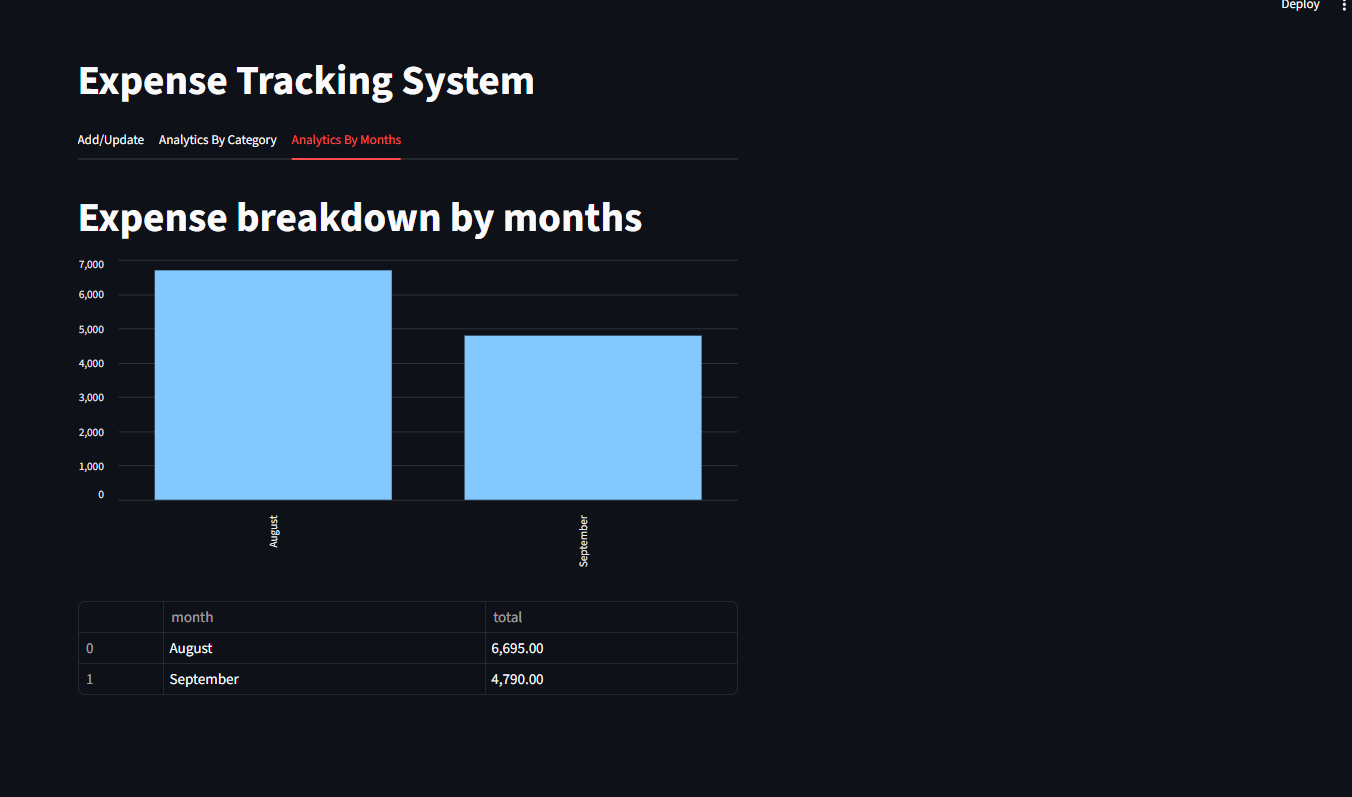 Deploy
Expense Tracking System
Add/Update Analytics By Category Analytics By Months
Expense breakdown by months
7,000
6,000
5,000
4,000
3,000
2,000
1,000
0
August September
month total
0 August 6,695.00
1 September 4,790.00